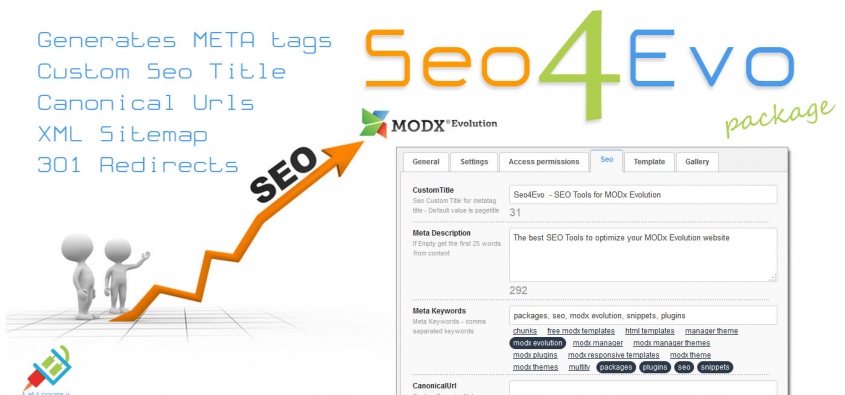 Generates META tags
Custom Seo Title
Canonical Urls
XML Sitemap
301 Redirects
SEO
Seo4Evo
package
MODX®Evolution
General Settings Access permissions Seo Template Gallery
CustomTitle
Seo Custom Title for metatag
title - Default value is pagetitle
Seo4Evo - SEO Tools for MODx Evolution
31
Meta Description
If Empty get the first 25 words
from content
The best SEO Tools to optimize your MODx Evolution website
292
Meta Keywords
Meta Keywords - comma
separated keywords
packages, seo, modx evolution, snippets, plugins
chunks free modx templates html templates manager theme
modx evolution modx manager modx manager themes
modx plugins modx responsive templates modx theme
modx themes multitv packages plugins seo snippets
CanonicalUrl